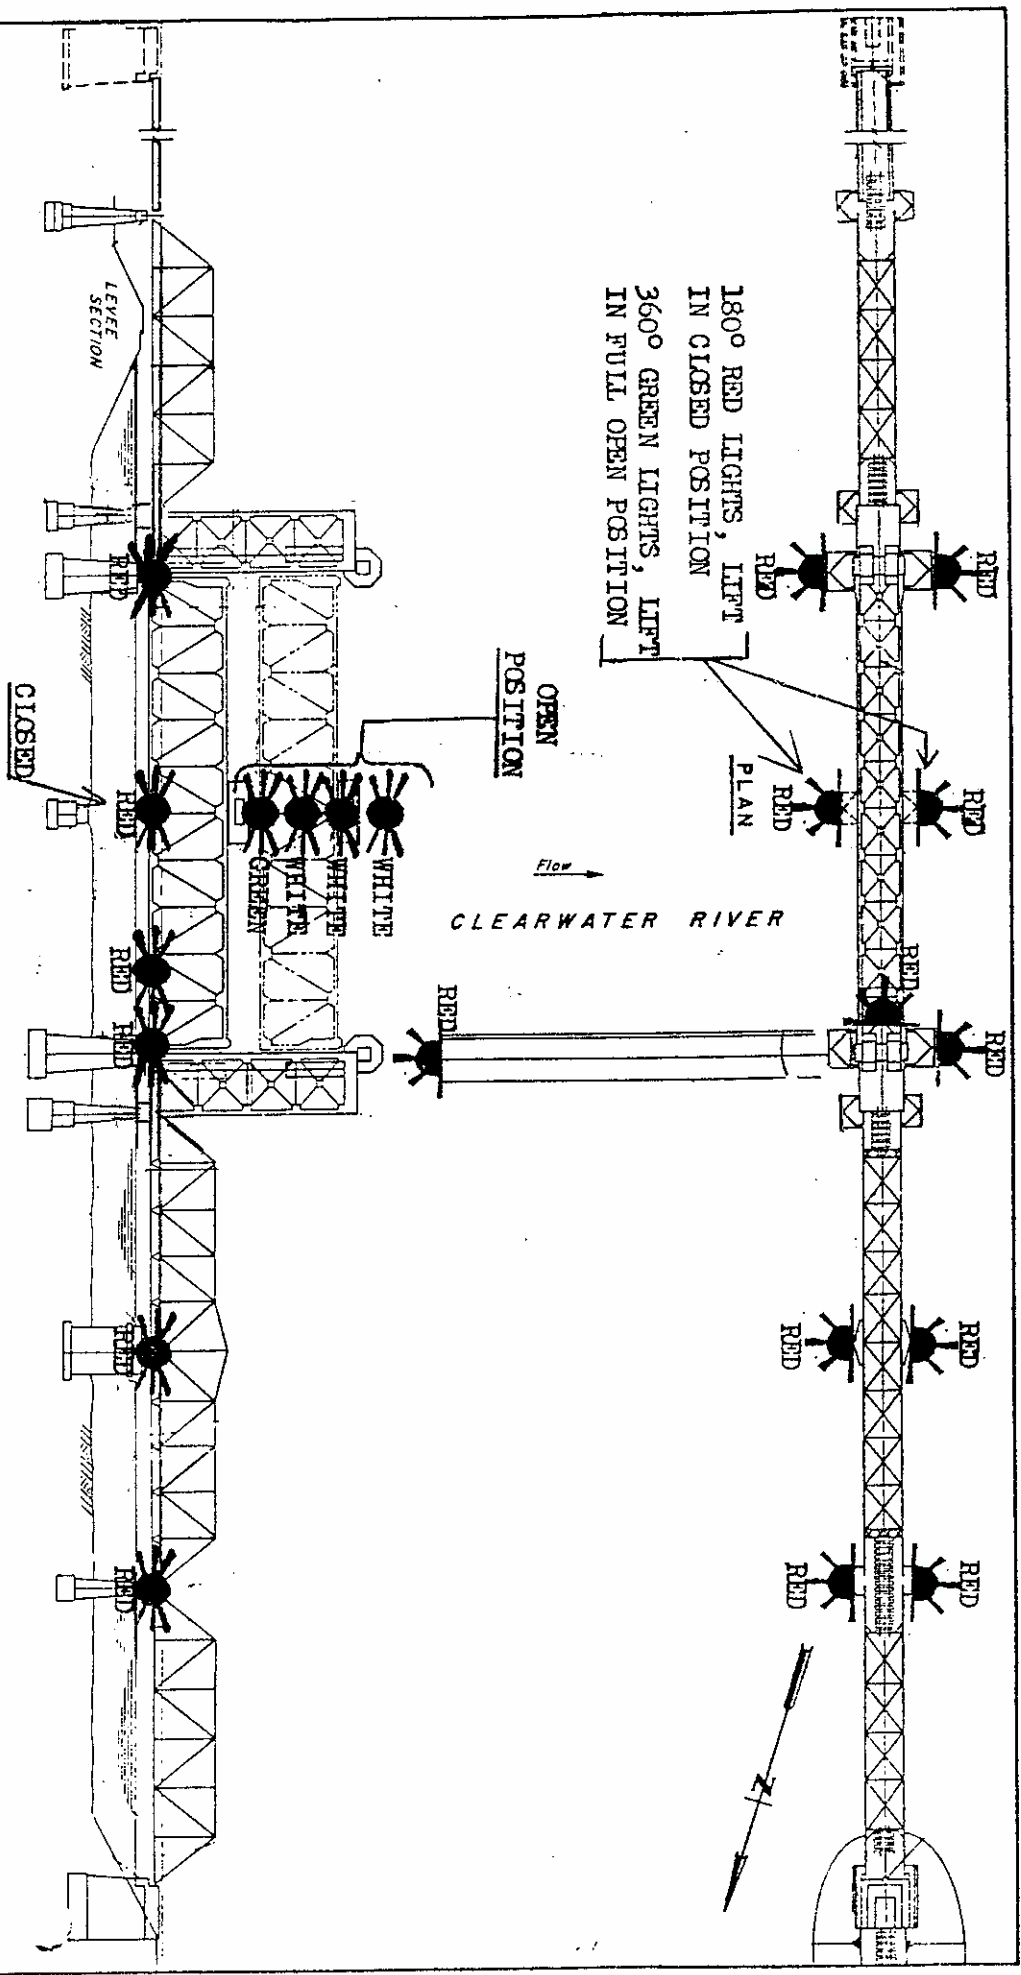 RED
RED
RED
RED
RED
RED
RED
RED
RED
RED
PLAN
180° RED LIGHTS, LIFT
IN CLOSED POSITION
360° GREEN LIGHTS, LIFT
IN FULL OPEN POSITION
N
CLEARWATER RIVER
Flow
OPEN
POSITION
RED
WHITE
WHITE
WHITE
GREEN
RED
RED
RED
RED
RED
RED
LEVEE
SECTION
CLOSED